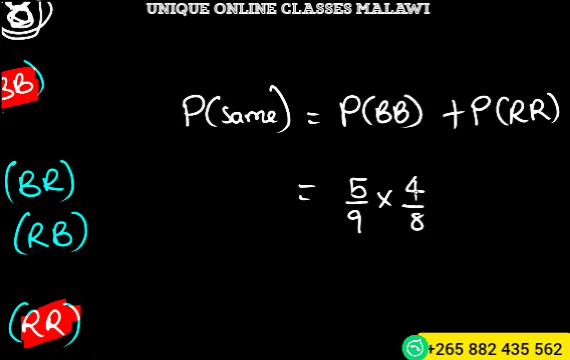 UNIQUE ONLINE CLASSES MALAWI
BB)
P(same) = P(BB) + P(RR)
(BR)
= 5/9 × 4/8
(RB)
(RR)
+265 882 435 562